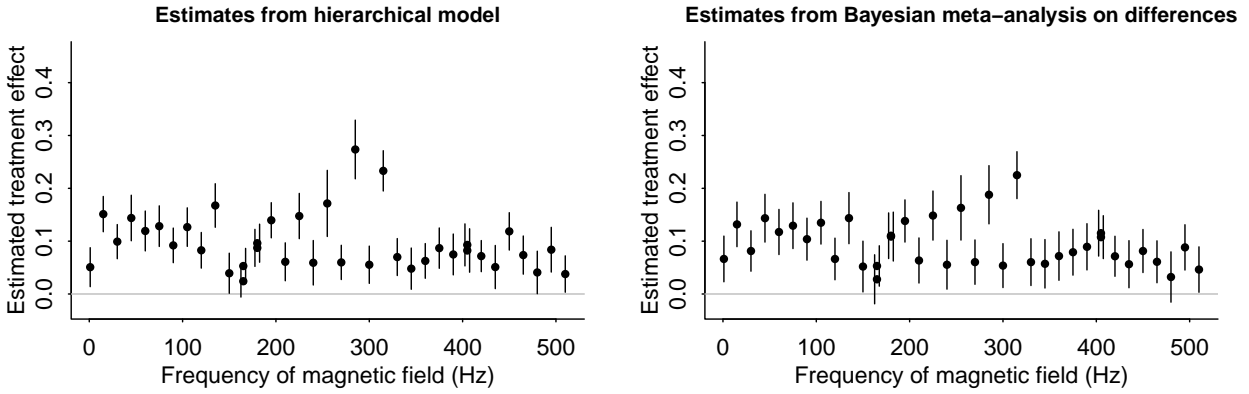 Estimates from hierarchical model
Estimated treatment effect
0.4
0.3
0.2
0.1
0.0
0 100 200 300 400 500
Frequency of magnetic field (Hz)
Estimates from Bayesian meta−analysis on differences
Estimated treatment effect
0.4
0.3
0.2
0.1
0.0
0 100 200 300 400 500
Frequency of magnetic field (Hz)